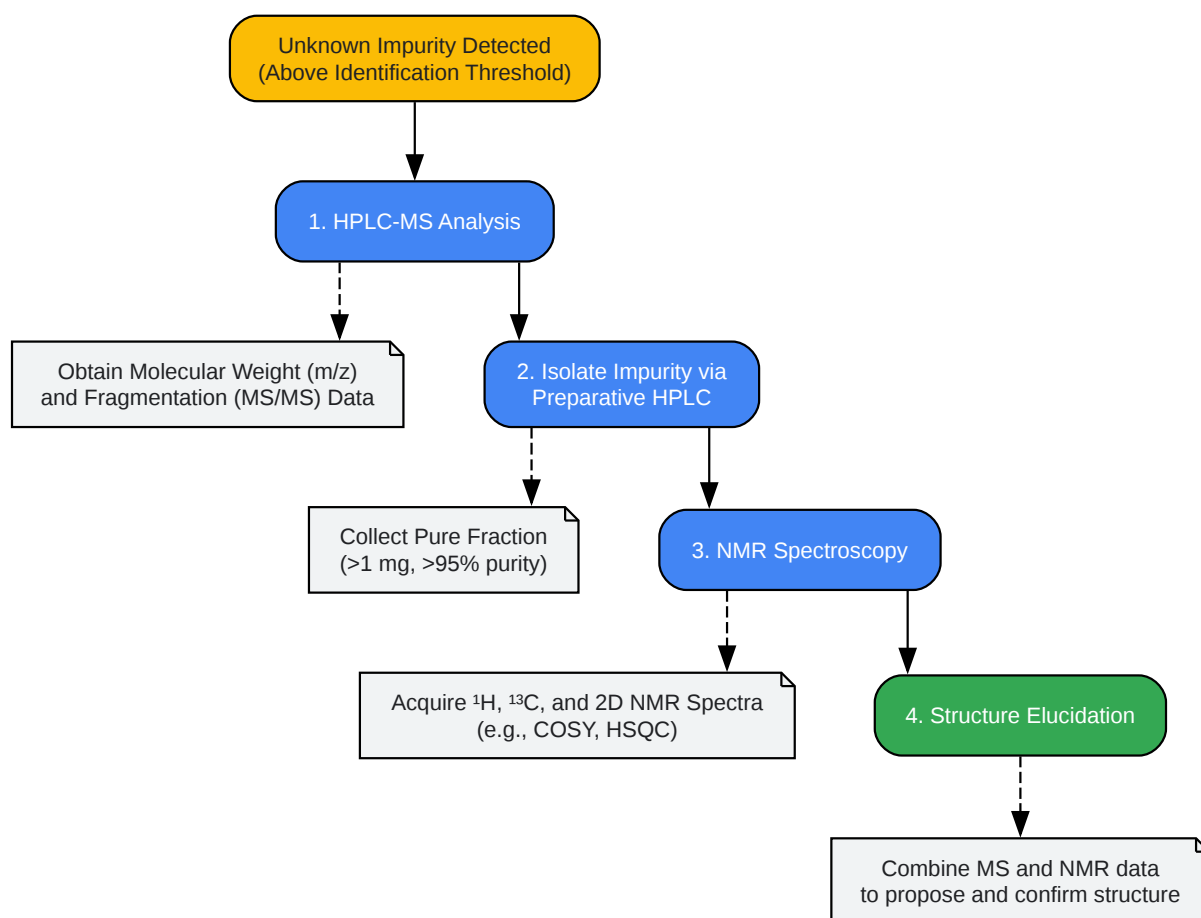 Unknown Impurity Detected
(Above Identification Threshold)
1. HPLC-MS Analysis
Obtain Molecular Weight (m/z)
and Fragmentation (MS/MS) Data
2. Isolate Impurity via
Preparative HPLC
Collect Pure Fraction
(>1 mg, >95% purity)
3. NMR Spectroscopy
Acquire ¹H, ¹³C, and 2D NMR Spectra
(e.g., COSY, HSQC)
4. Structure Elucidation
Combine MS and NMR data
to propose and confirm structure